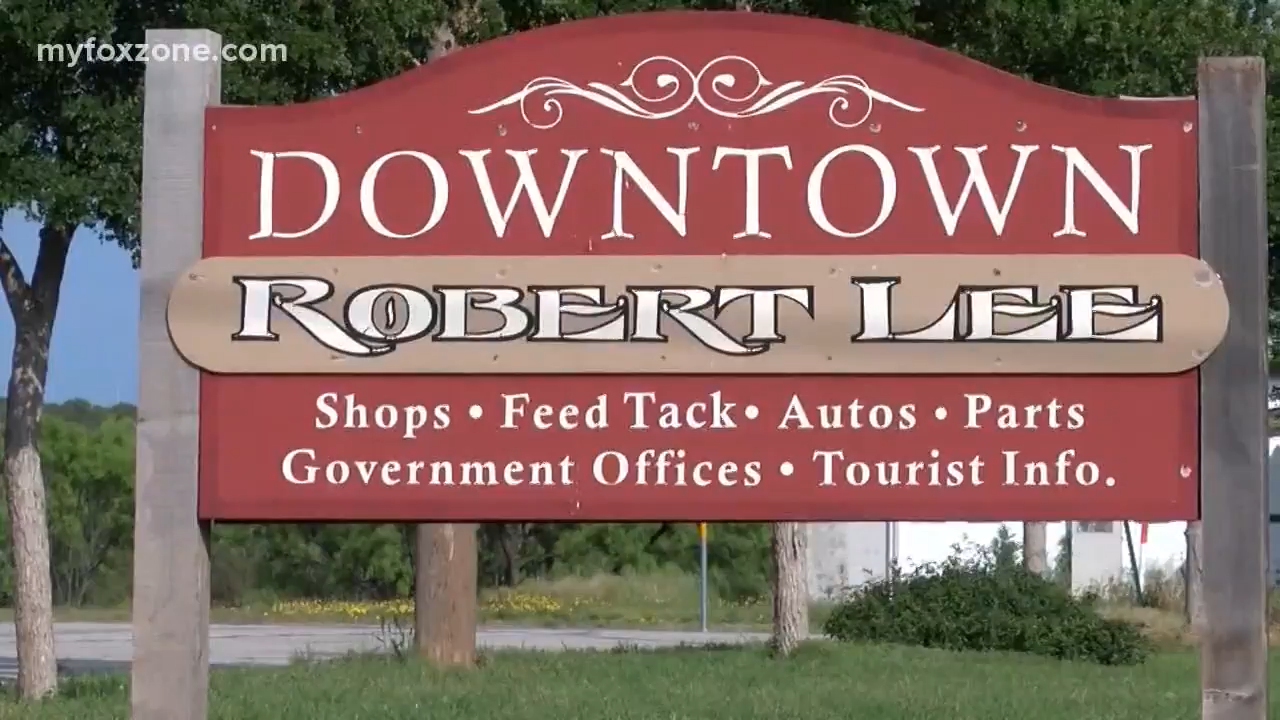 myfoxzone.com
DOWNTOWN
ROBERT LEE
Shops • Feed Tack • Autos • Parts
Government Offices • Tourist Info.